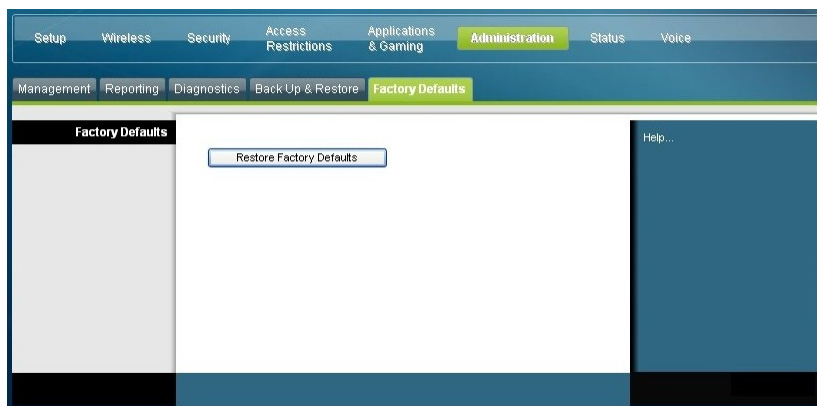 Setup Wireless Security Access Restrictions Applications & Gaming Administration Status Voice
Management Reporting Diagnostics Back Up & Restore Factory Defaults
Factory Defaults
Restore Factory Defaults
Help...